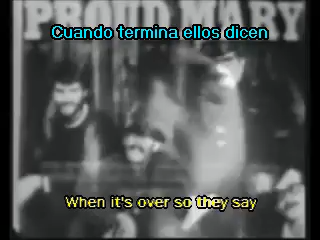 PROUD MARY
Cuando termina ellos dicen
When it's over so they say